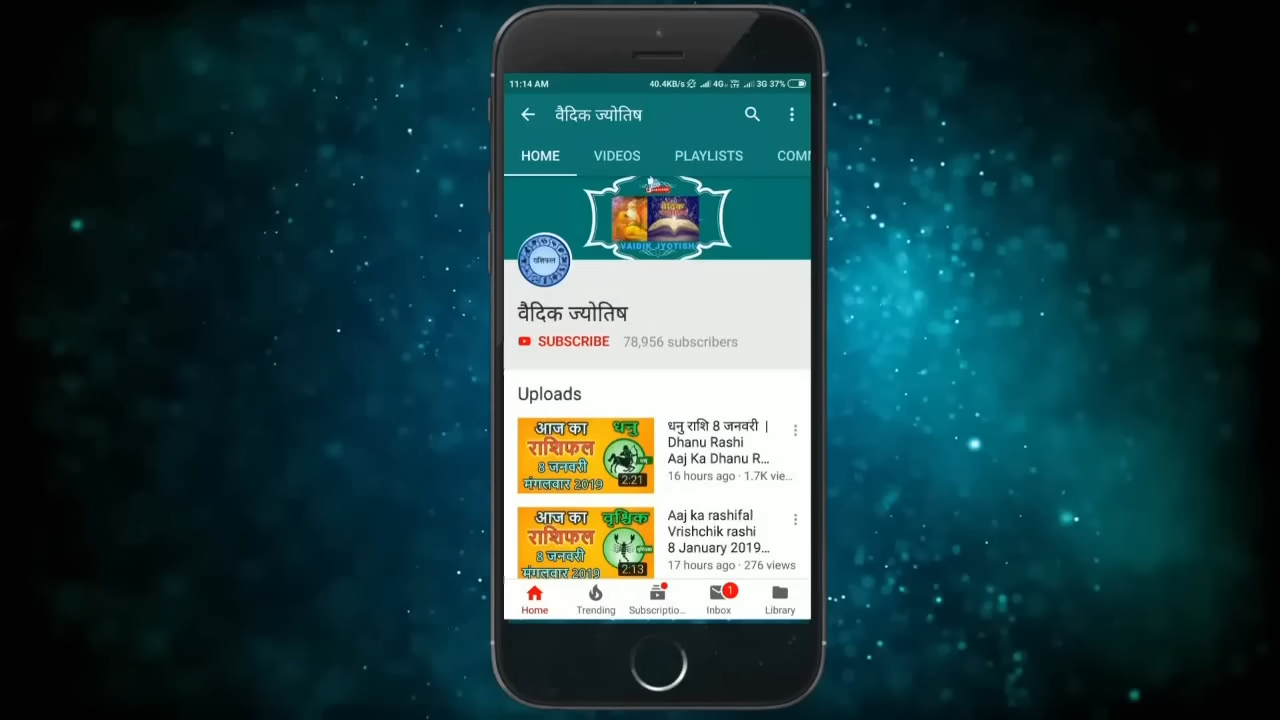 11:14 AM 40.4KB/s 4G 3G 37%
वैदिक ज्योतिष
HOME VIDEOS PLAYLISTS COMM
वैदिक
VAIDIK JYOTISH
राशिफल
वैदिक ज्योतिष
SUBSCRIBE 78,956 subscribers
Uploads
आज का धनु
राशिफल
8 जनवरी
मंगलवार 2019
2:21
धनु राशि 8 जनवरी |
Dhanu Rashi
Aaj Ka Dhanu R...
16 hours ago · 1.7K vie...
आज का वृश्चिक
राशिफल
8 जनवरी
मंगलवार 2019
2:13
Aaj ka rashifal
Vrishchik rashi
8 January 2019...
17 hours ago · 276 views
1
Home Trending Subscriptio... Inbox Library